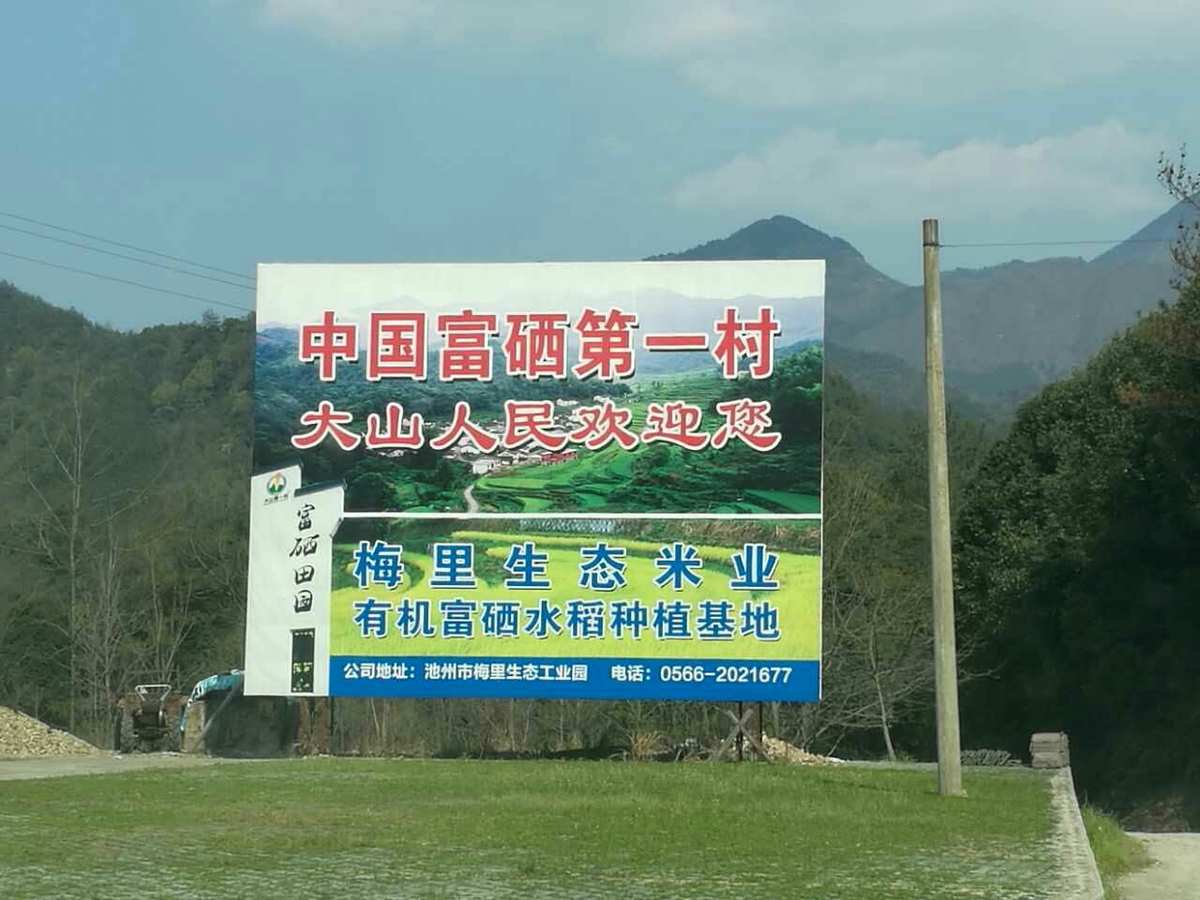 中国富硒第一村
大山人民欢迎您
富硒田园
梅里生态米业
有机富硒水稻种植基地
公司地址：池州市梅里生态工业园 电话：0566-2021677